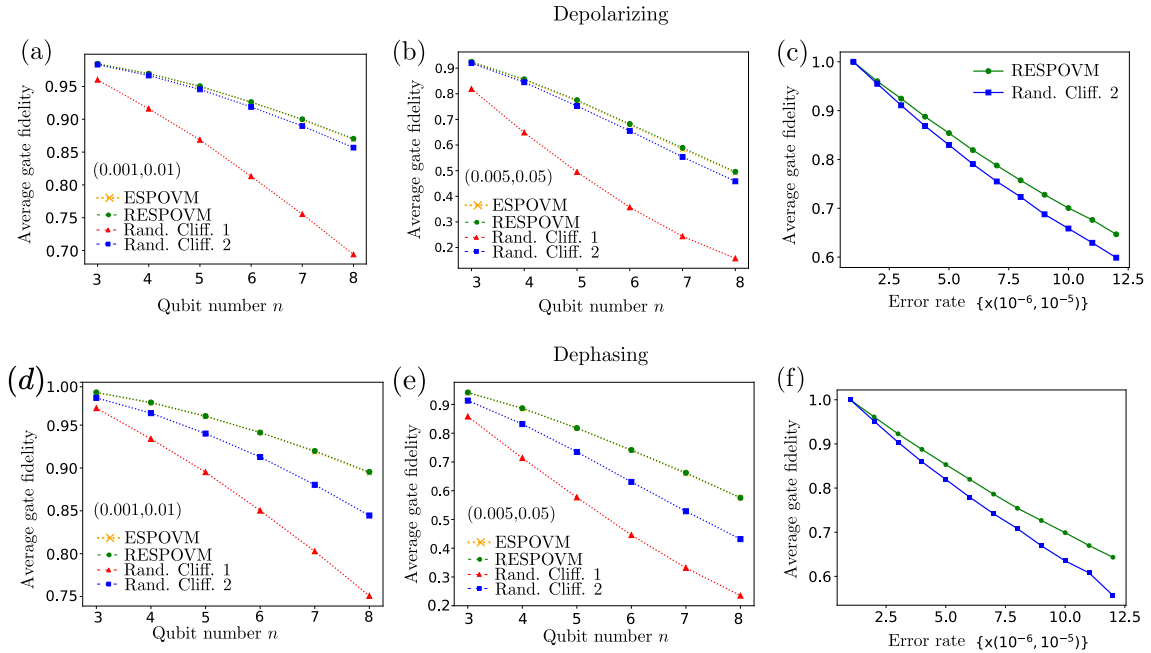 Depolarizing
(a)
Average gate fidelity
0.95
0.90
0.85
0.80
0.75
0.70
(0.001,0.01)
ESPOVM
RESPOVM
Rand. Cliff. 1
Rand. Cliff. 2
3 4 5 6 7 8
Qubit number n
(b)
Average gate fidelity
0.9
0.8
0.7
0.6
0.5
0.4
0.3
0.2
(0.005,0.05)
ESPOVM
RESPOVM
Rand. Cliff. 1
Rand. Cliff. 2
3 4 5 6 7 8
Qubit number n
(c)
Average gate fidelity
1.0
0.9
0.8
0.7
0.6
RESPOVM
Rand. Cliff. 2
2.5 5.0 7.5 10.0 12.5
Error rate {x(10⁻⁶, 10⁻⁵)}
Dephasing
(d)
Average gate fidelity
1.00
0.95
0.90
0.85
0.80
0.75
(0.001,0.01)
ESPOVM
RESPOVM
Rand. Cliff. 1
Rand. Cliff. 2
3 4 5 6 7 8
Qubit number n
(e)
Average gate fidelity
0.9
0.8
0.7
0.6
0.5
0.4
0.3
0.2
(0.005,0.05)
ESPOVM
RESPOVM
Rand. Cliff. 1
Rand. Cliff. 2
3 4 5 6 7 8
Qubit number n
(f)
Average gate fidelity
1.0
0.9
0.8
0.7
0.6
2.5 5.0 7.5 10.0 12.5
Error rate {x(10⁻⁶, 10⁻⁵)}